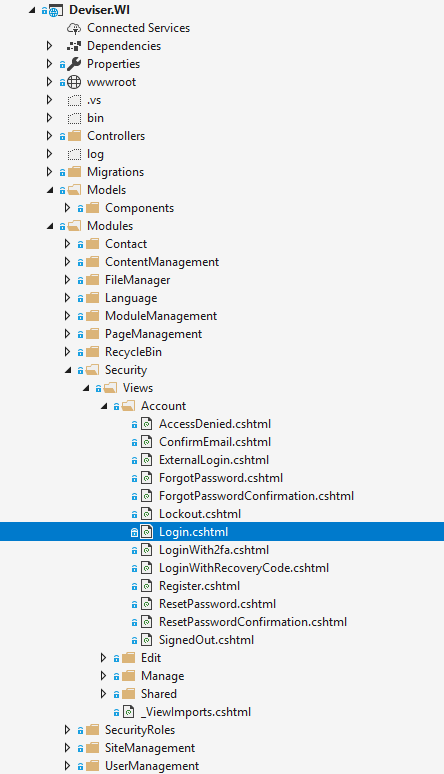 Deviser.WI
Connected Services
Dependencies
Properties
wwwroot
.vs
bin
Controllers
log
Migrations
Models
Components
Modules
Contact
ContentManagement
FileManager
Language
ModuleManagement
PageManagement
RecycleBin
Security
Views
Account
AccessDenied.cshtml
ConfirmEmail.cshtml
ExternalLogin.cshtml
ForgotPassword.cshtml
ForgotPasswordConfirmation.cshtml
Lockout.cshtml
Login.cshtml
LoginWith2fa.cshtml
LoginWithRecoveryCode.cshtml
Register.cshtml
ResetPassword.cshtml
ResetPasswordConfirmation.cshtml
SignedOut.cshtml
Edit
Manage
Shared
_ViewImports.cshtml
SecurityRoles
SiteManagement
UserManagement